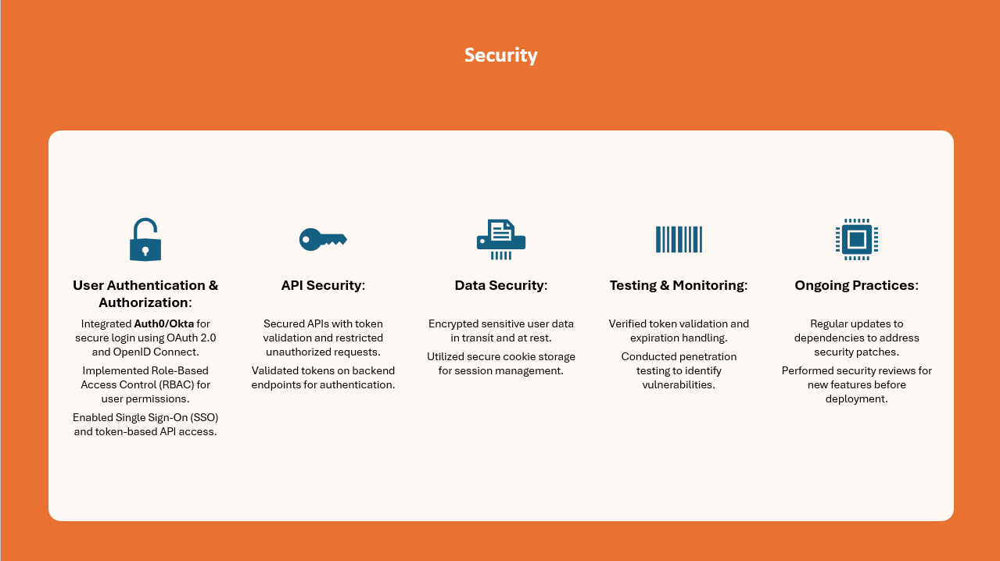 Security
User Authentication &
Authorization:
Integrated Auth0/Okta for
secure login using OAuth 2.0
and OpenID Connect.
Implemented Role-Based
Access Control (RBAC) for
user permissions.
Enabled Single Sign-On (SSO)
and token-based API access.
API Security:
Secured APIs with token
validation and restricted
unauthorized requests.
Validated tokens on backend
endpoints for authentication.
Data Security:
Encrypted sensitive user data
in transit and at rest.
Utilized secure cookie storage
for session management.
Testing & Monitoring:
Verified token validation and
expiration handling.
Conducted penetration
testing to identify
vulnerabilities.
Ongoing Practices:
Regular updates to
dependencies to address
security patches.
Performed security reviews for
new features before
deployment.